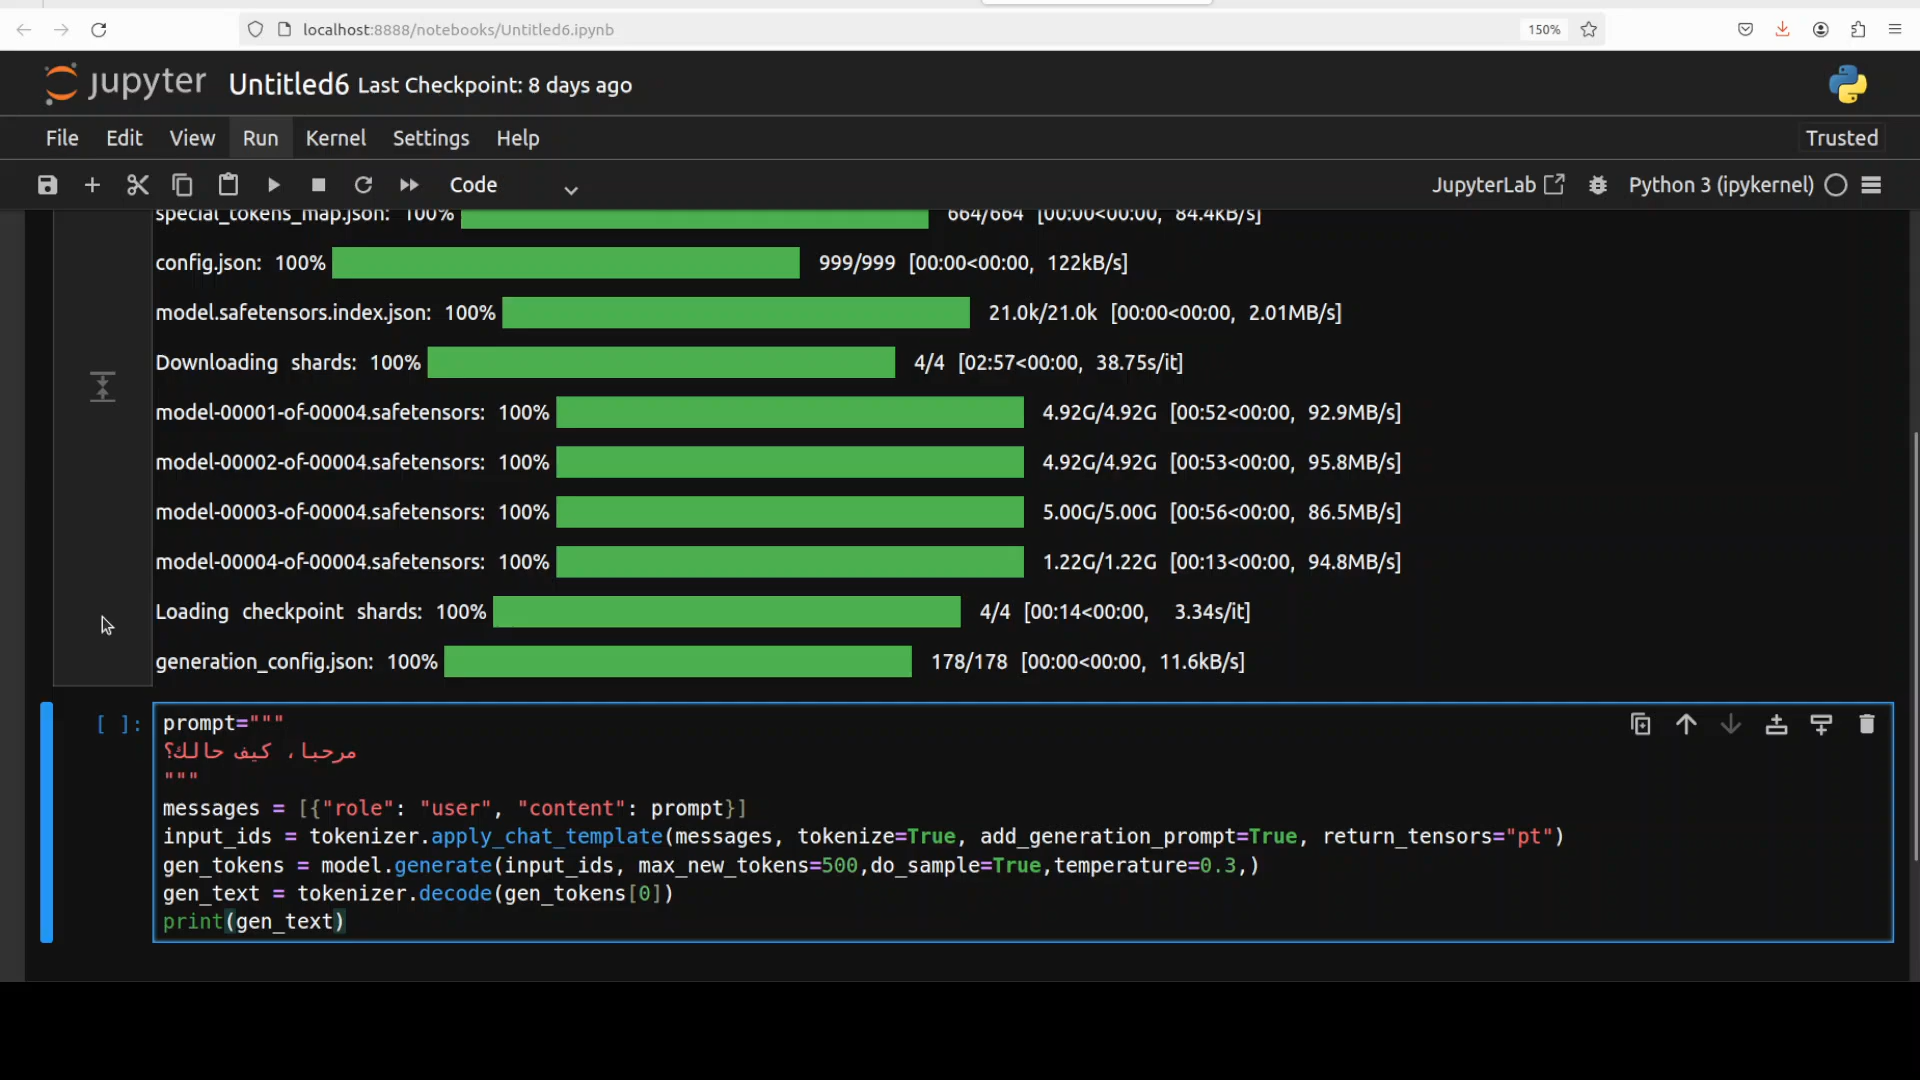 localhost:8888/notebooks/Untitled6.ipynb
150%
jupyter Untitled6 Last Checkpoint: 8 days ago
File Edit View Run Kernel Settings Help
Trusted
Code
JupyterLab
Python 3 (ipykernel)
special_tokens_map.json: 100% 664/664 [00:00<00:00, 84.4kB/s]
config.json: 100% 999/999 [00:00<00:00, 122kB/s]
model.safetensors.index.json: 100% 21.0k/21.0k [00:00<00:00, 2.01MB/s]
Downloading shards: 100% 4/4 [02:57<00:00, 38.75s/it]
model-00001-of-00004.safetensors: 100% 4.92G/4.92G [00:52<00:00, 92.9MB/s]
model-00002-of-00004.safetensors: 100% 4.92G/4.92G [00:53<00:00, 95.8MB/s]
model-00003-of-00004.safetensors: 100% 5.00G/5.00G [00:56<00:00, 86.5MB/s]
model-00004-of-00004.safetensors: 100% 1.22G/1.22G [00:13<00:00, 94.8MB/s]
Loading checkpoint shards: 100% 4/4 [00:14<00:00, 3.34s/it]
generation_config.json: 100% 178/178 [00:00<00:00, 11.6kB/s]
[ ]: prompt="""
مرحبا، كيف حالك؟
"""
messages = [{"role": "user", "content": prompt}]
input_ids = tokenizer.apply_chat_template(messages, tokenize=True, add_generation_prompt=True, return_tensors="pt")
gen_tokens = model.generate(input_ids, max_new_tokens=500,do_sample=True,temperature=0.3,)
gen_text = tokenizer.decode(gen_tokens[0])
print(gen_text)